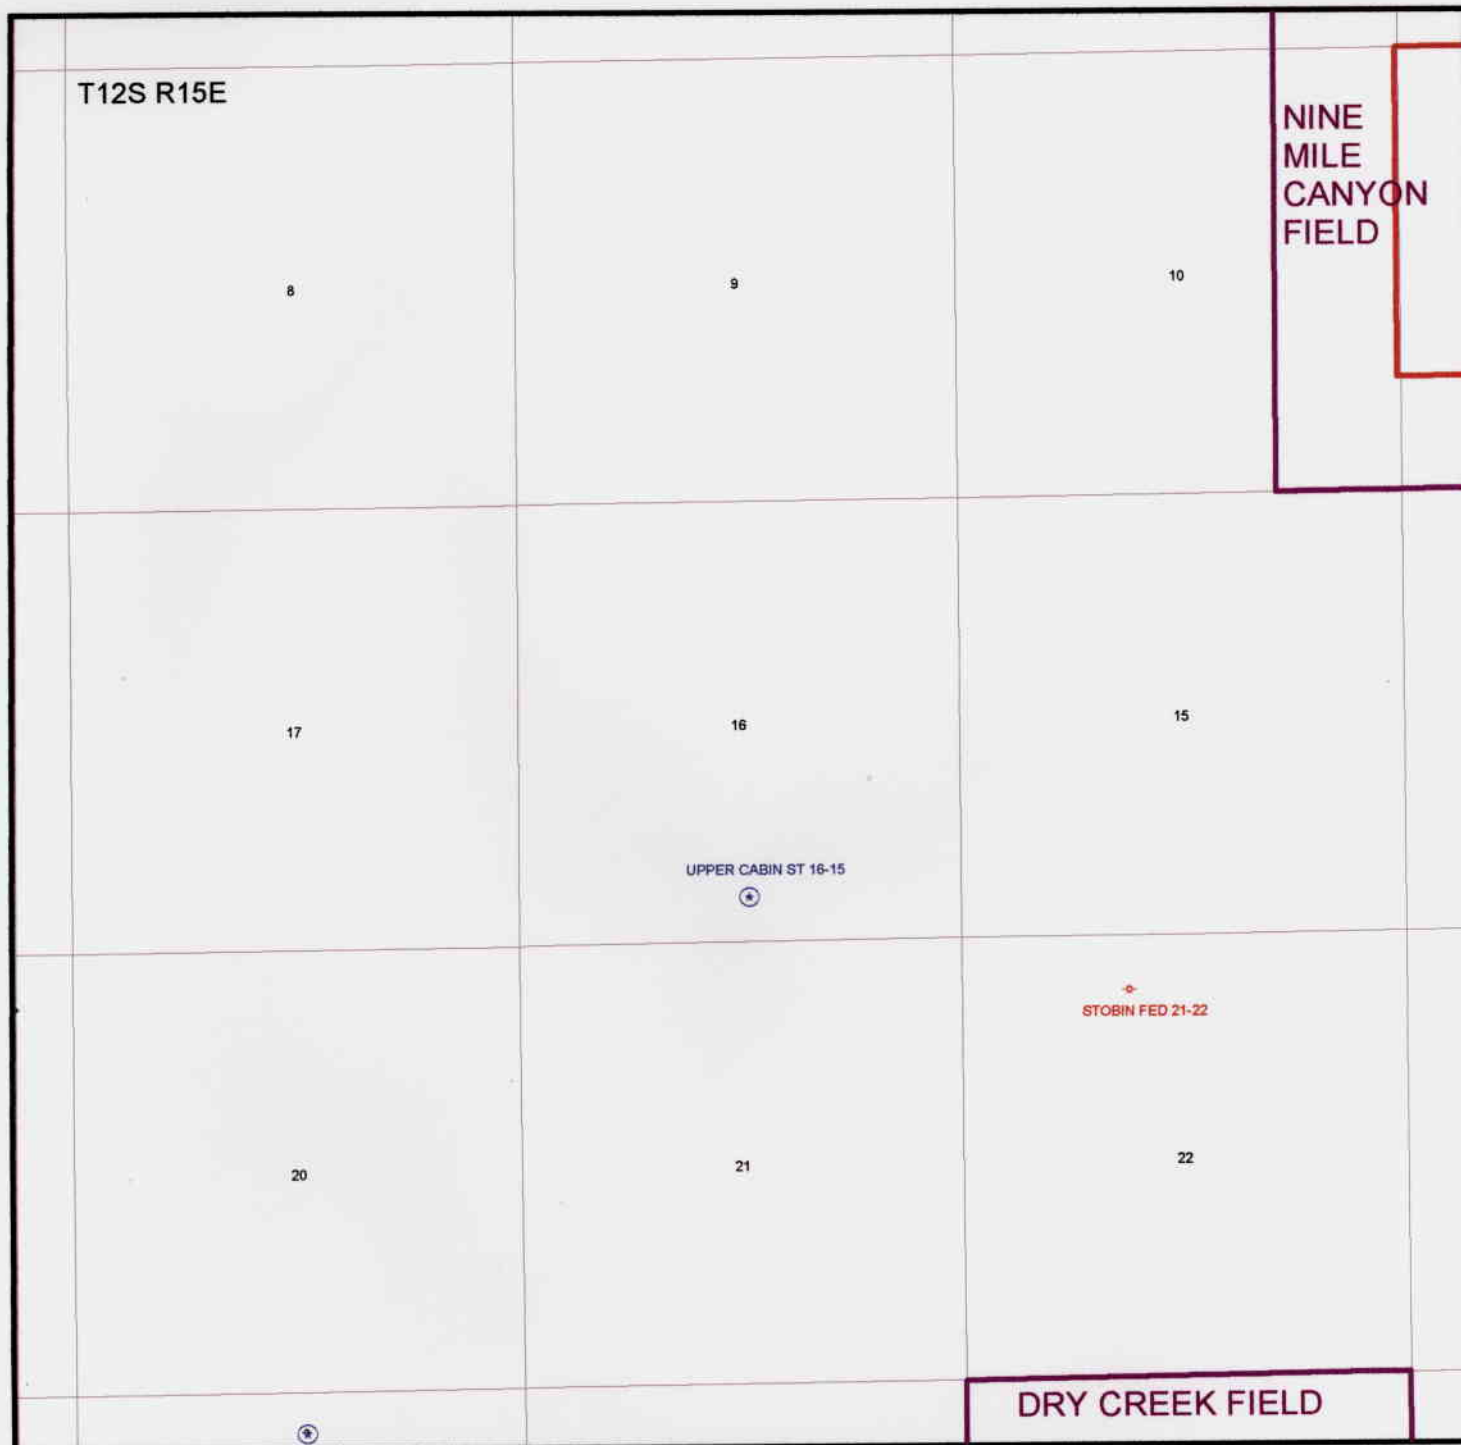 T12S R15E
NINE
MILE
CANYON
FIELD
8
9
10
17
16
15
UPPER CABIN ST 16-15
STOBIN FED 21-22
20
21
22
DRY CREEK FIELD